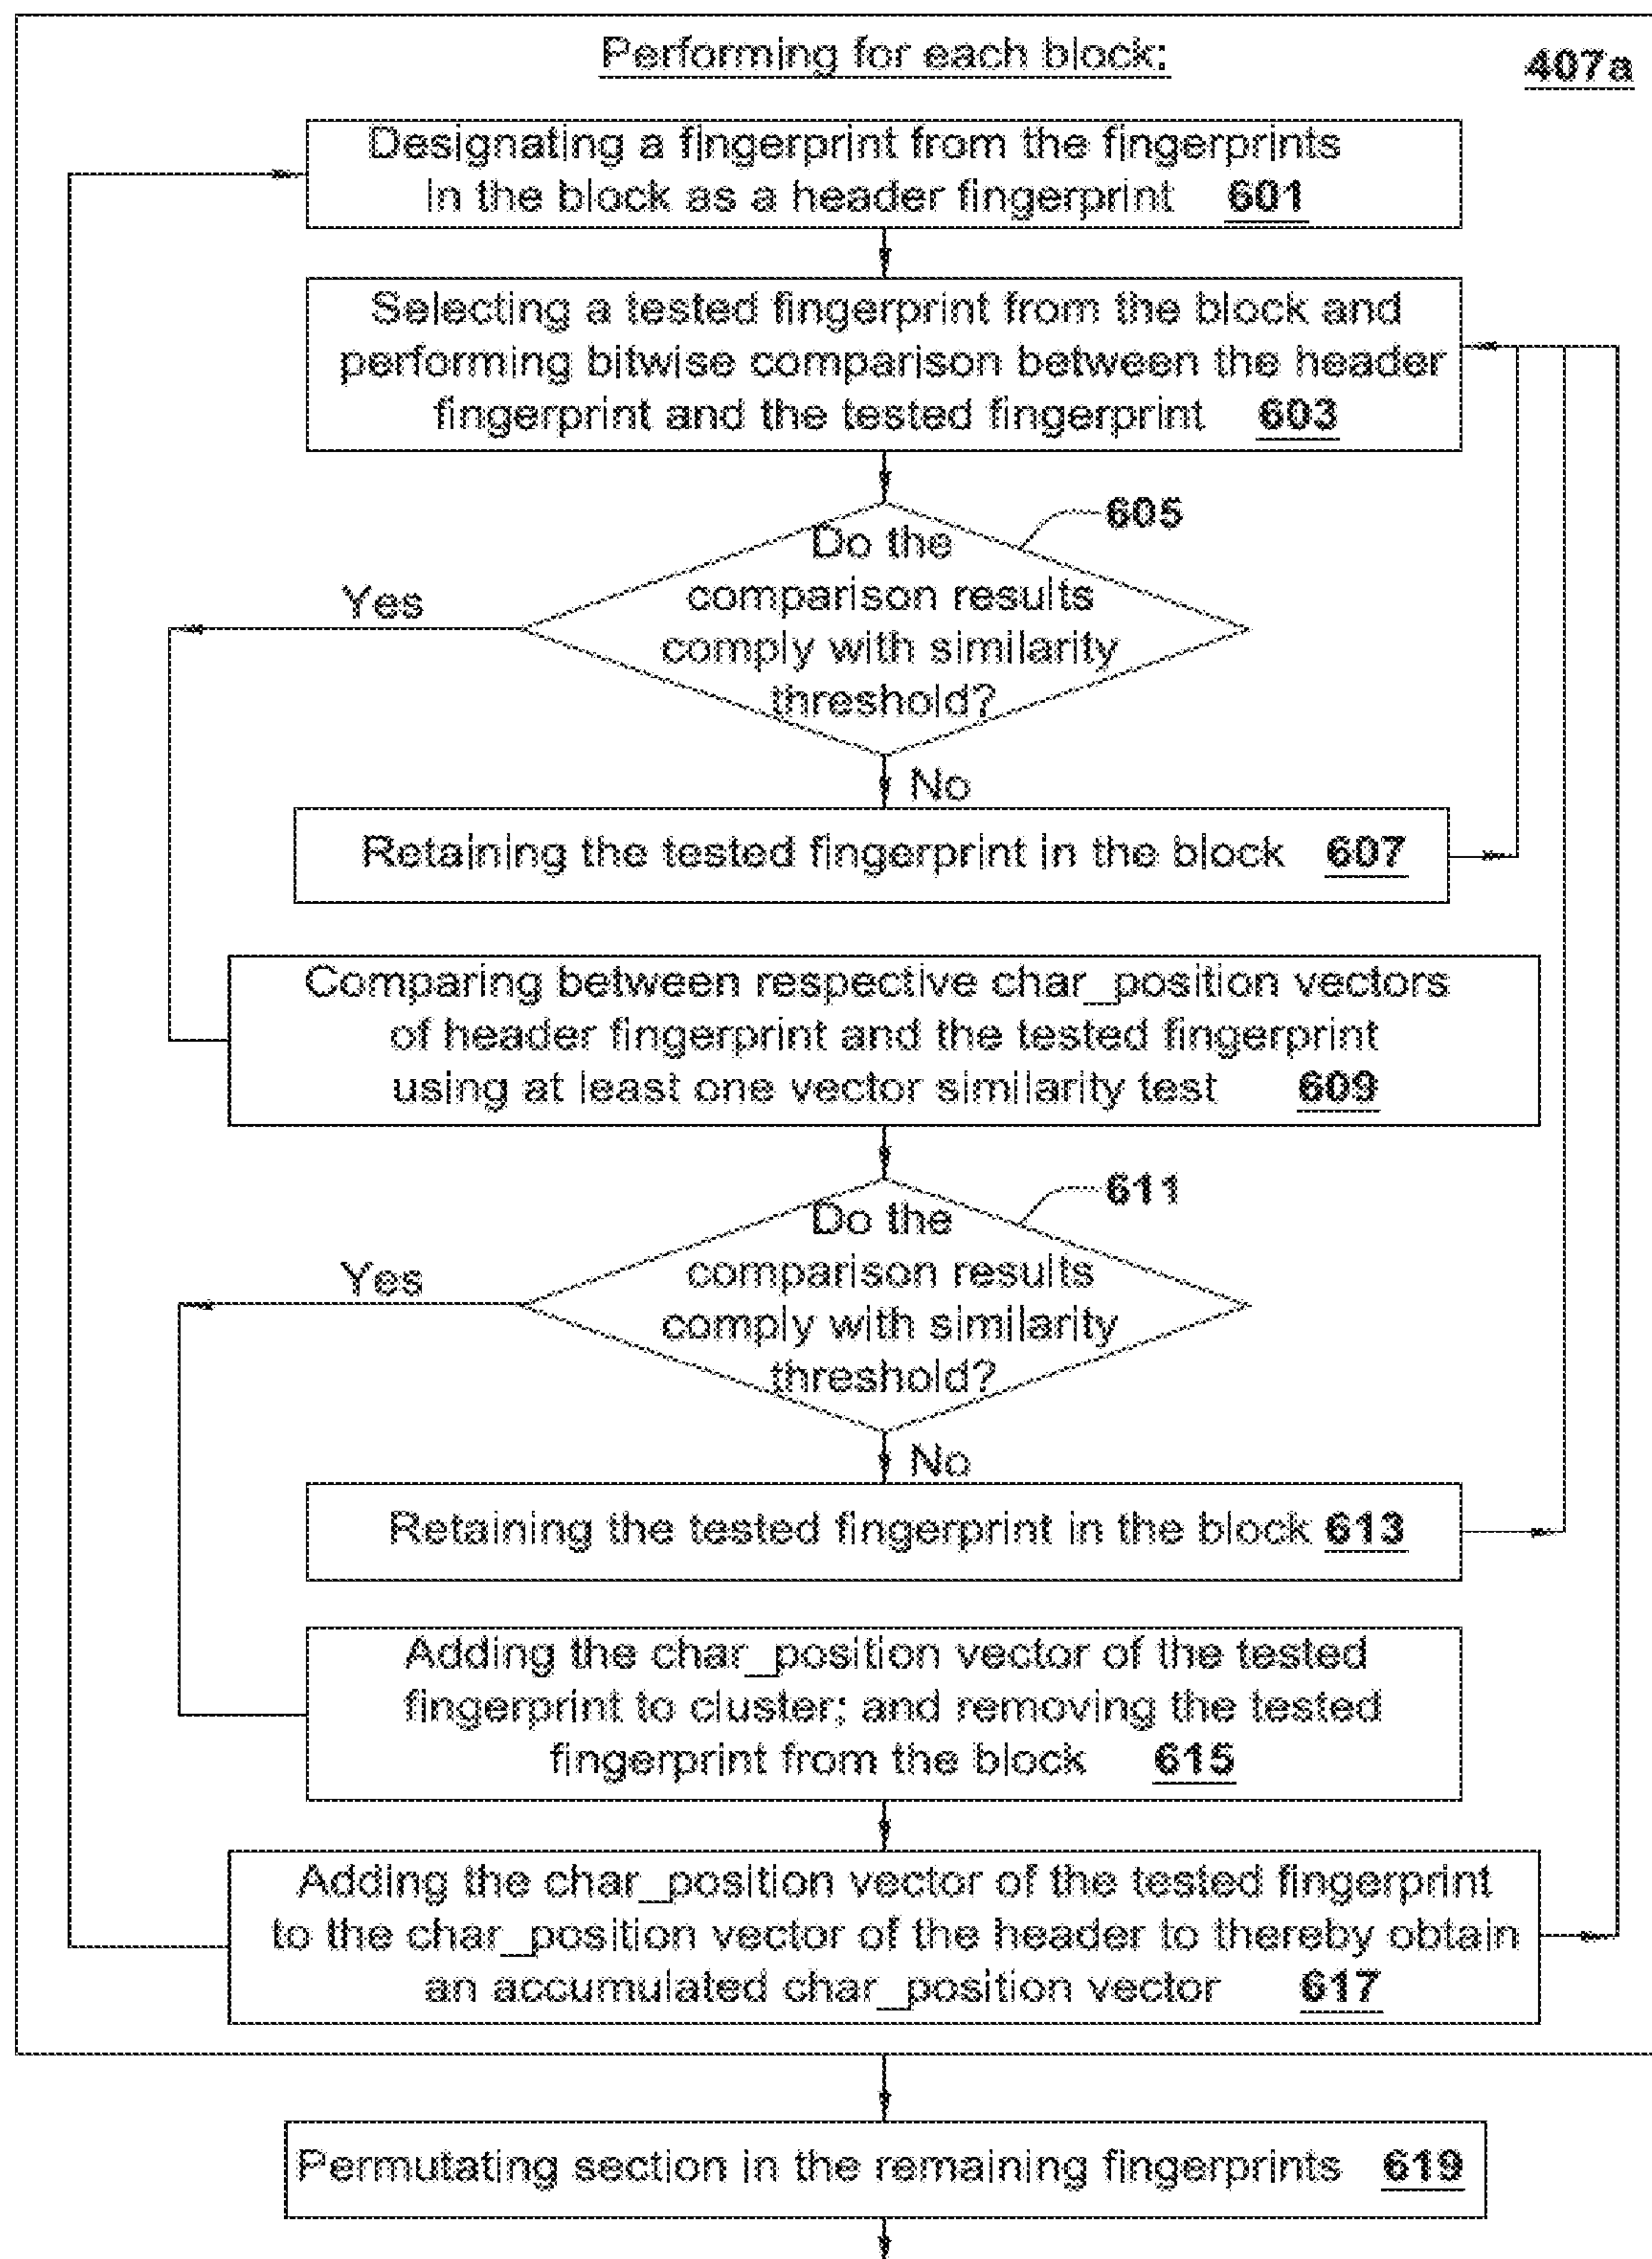 Performing for each block:
407a
Designating a fingerprint from the fingerprints
in the block as a header fingerprint 601
Selecting a tested fingerprint from the block and
performing bitwise comparison between the header
fingerprint and the tested fingerprint 603
605
Do the
comparison results
comply with similarity
threshold?
Yes
No
Retaining the tested fingerprint in the block 607
Comparing between respective char_position vectors
of header fingerprint and the tested fingerprint
using at least one vector similarity test 609
611
Do the
comparison results
comply with similarity
threshold?
Yes
No
Retaining the tested fingerprint in the block 613
Adding the char_position vector of the tested
fingerprint to cluster; and removing the tested
fingerprint from the block 615
Adding the char_position vector of the tested fingerprint
to the char_position vector of the header to thereby obtain
an accumulated char_position vector 617
Permutating section in the remaining fingerprints 619